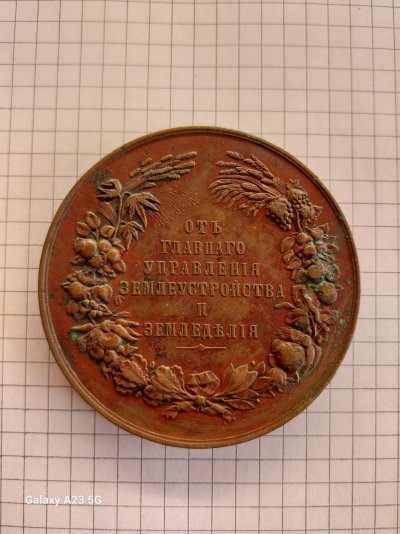 ОТЪ
ГЛАВНАГО
УПРАВЛЕНІЯ
ЗЕМЛЕУСТРОЙСТВА
И
ЗЕМЛЕДѢЛІЯ
Galaxy A23 5G